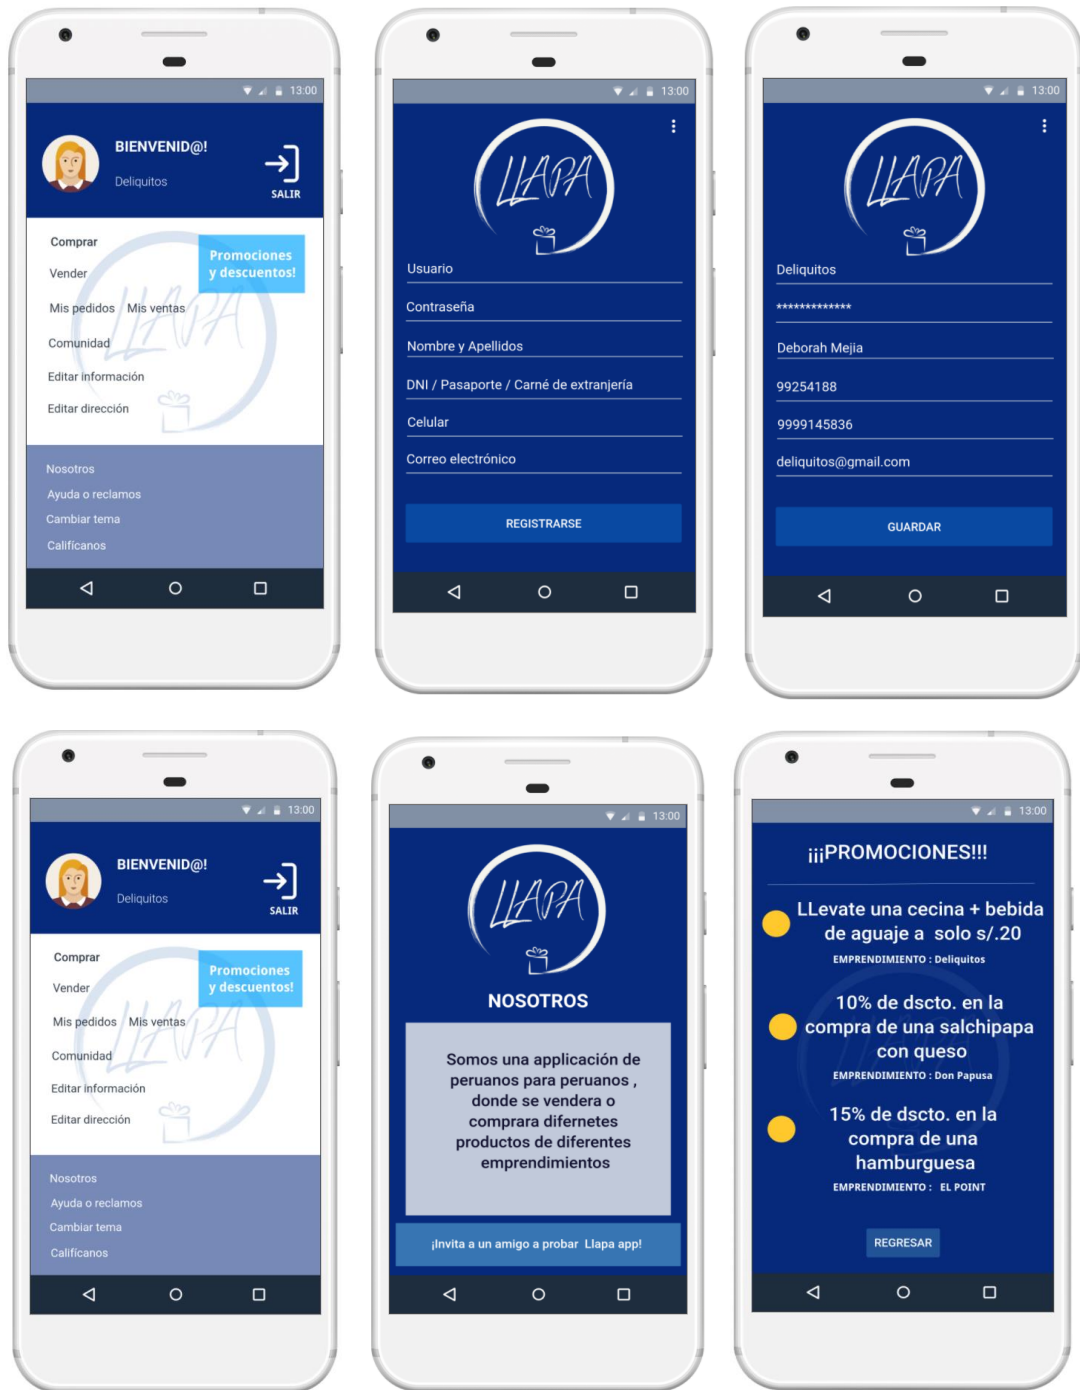 13:00
BIENVENID@!
Deliquitos
SALIR
Comprar
Promociones
y descuentos!
Vender
Mis pedidos Mis ventas
Comunidad
Editar información
Editar dirección
LLAPA
Nosotros
Ayuda o reclamos
Cambiar tema
Califícanos
13:00
LLAPA
Usuario
Contraseña
Nombre y Apellidos
DNI / Pasaporte / Carné de extranjería
Celular
Correo electrónico
REGISTRARSE
13:00
LLAPA
Deliquitos
*************
Deborah Mejia
99254188
9999145836
deliquitos@gmail.com
GUARDAR
13:00
BIENVENID@!
Deliquitos
SALIR
Comprar
Promociones
y descuentos!
Vender
Mis pedidos Mis ventas
Comunidad
Editar información
Editar dirección
LLAPA
Nosotros
Ayuda o reclamos
Cambiar tema
Califícanos
13:00
LLAPA
NOSOTROS
Somos una applicación de
peruanos para peruanos ,
donde se vendera o
comprara difernetes
productos de diferentes
emprendimientos
¡Invita a un amigo a probar Llapa app!
13:00
¡¡¡PROMOCIONES!!!
LLevate una cecina + bebida
de aguaje a solo s/.20
EMPRENDIMIENTO : Deliquitos
10% de dscto. en la
compra de una salchipapa
con queso
EMPRENDIMIENTO : Don Papusa
15% de dscto. en la
compra de una
hamburguesa
EMPRENDIMIENTO : EL POINT
LLAPA
REGRESAR